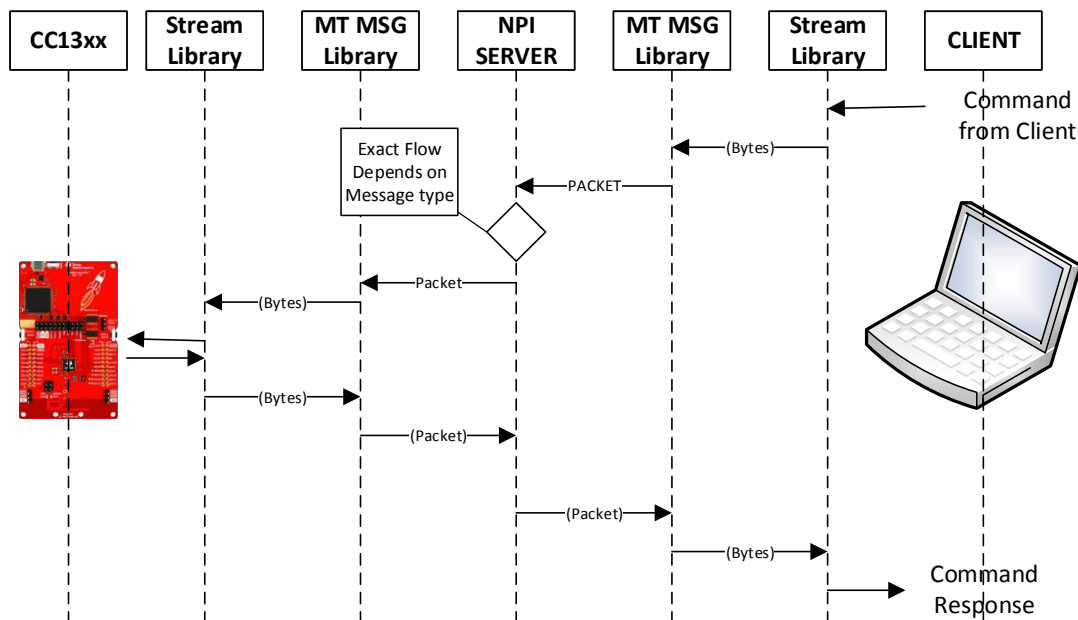 CC13xx
Stream
Library
MT MSG
Library
NPI
SERVER
MT MSG
Library
Stream
Library
CLIENT
Command
from Client
(Bytes)
Exact Flow
Depends on
Message type
PACKET
Packet
(Bytes)
(Bytes)
(Packet)
(Packet)
(Bytes)
Command
Response